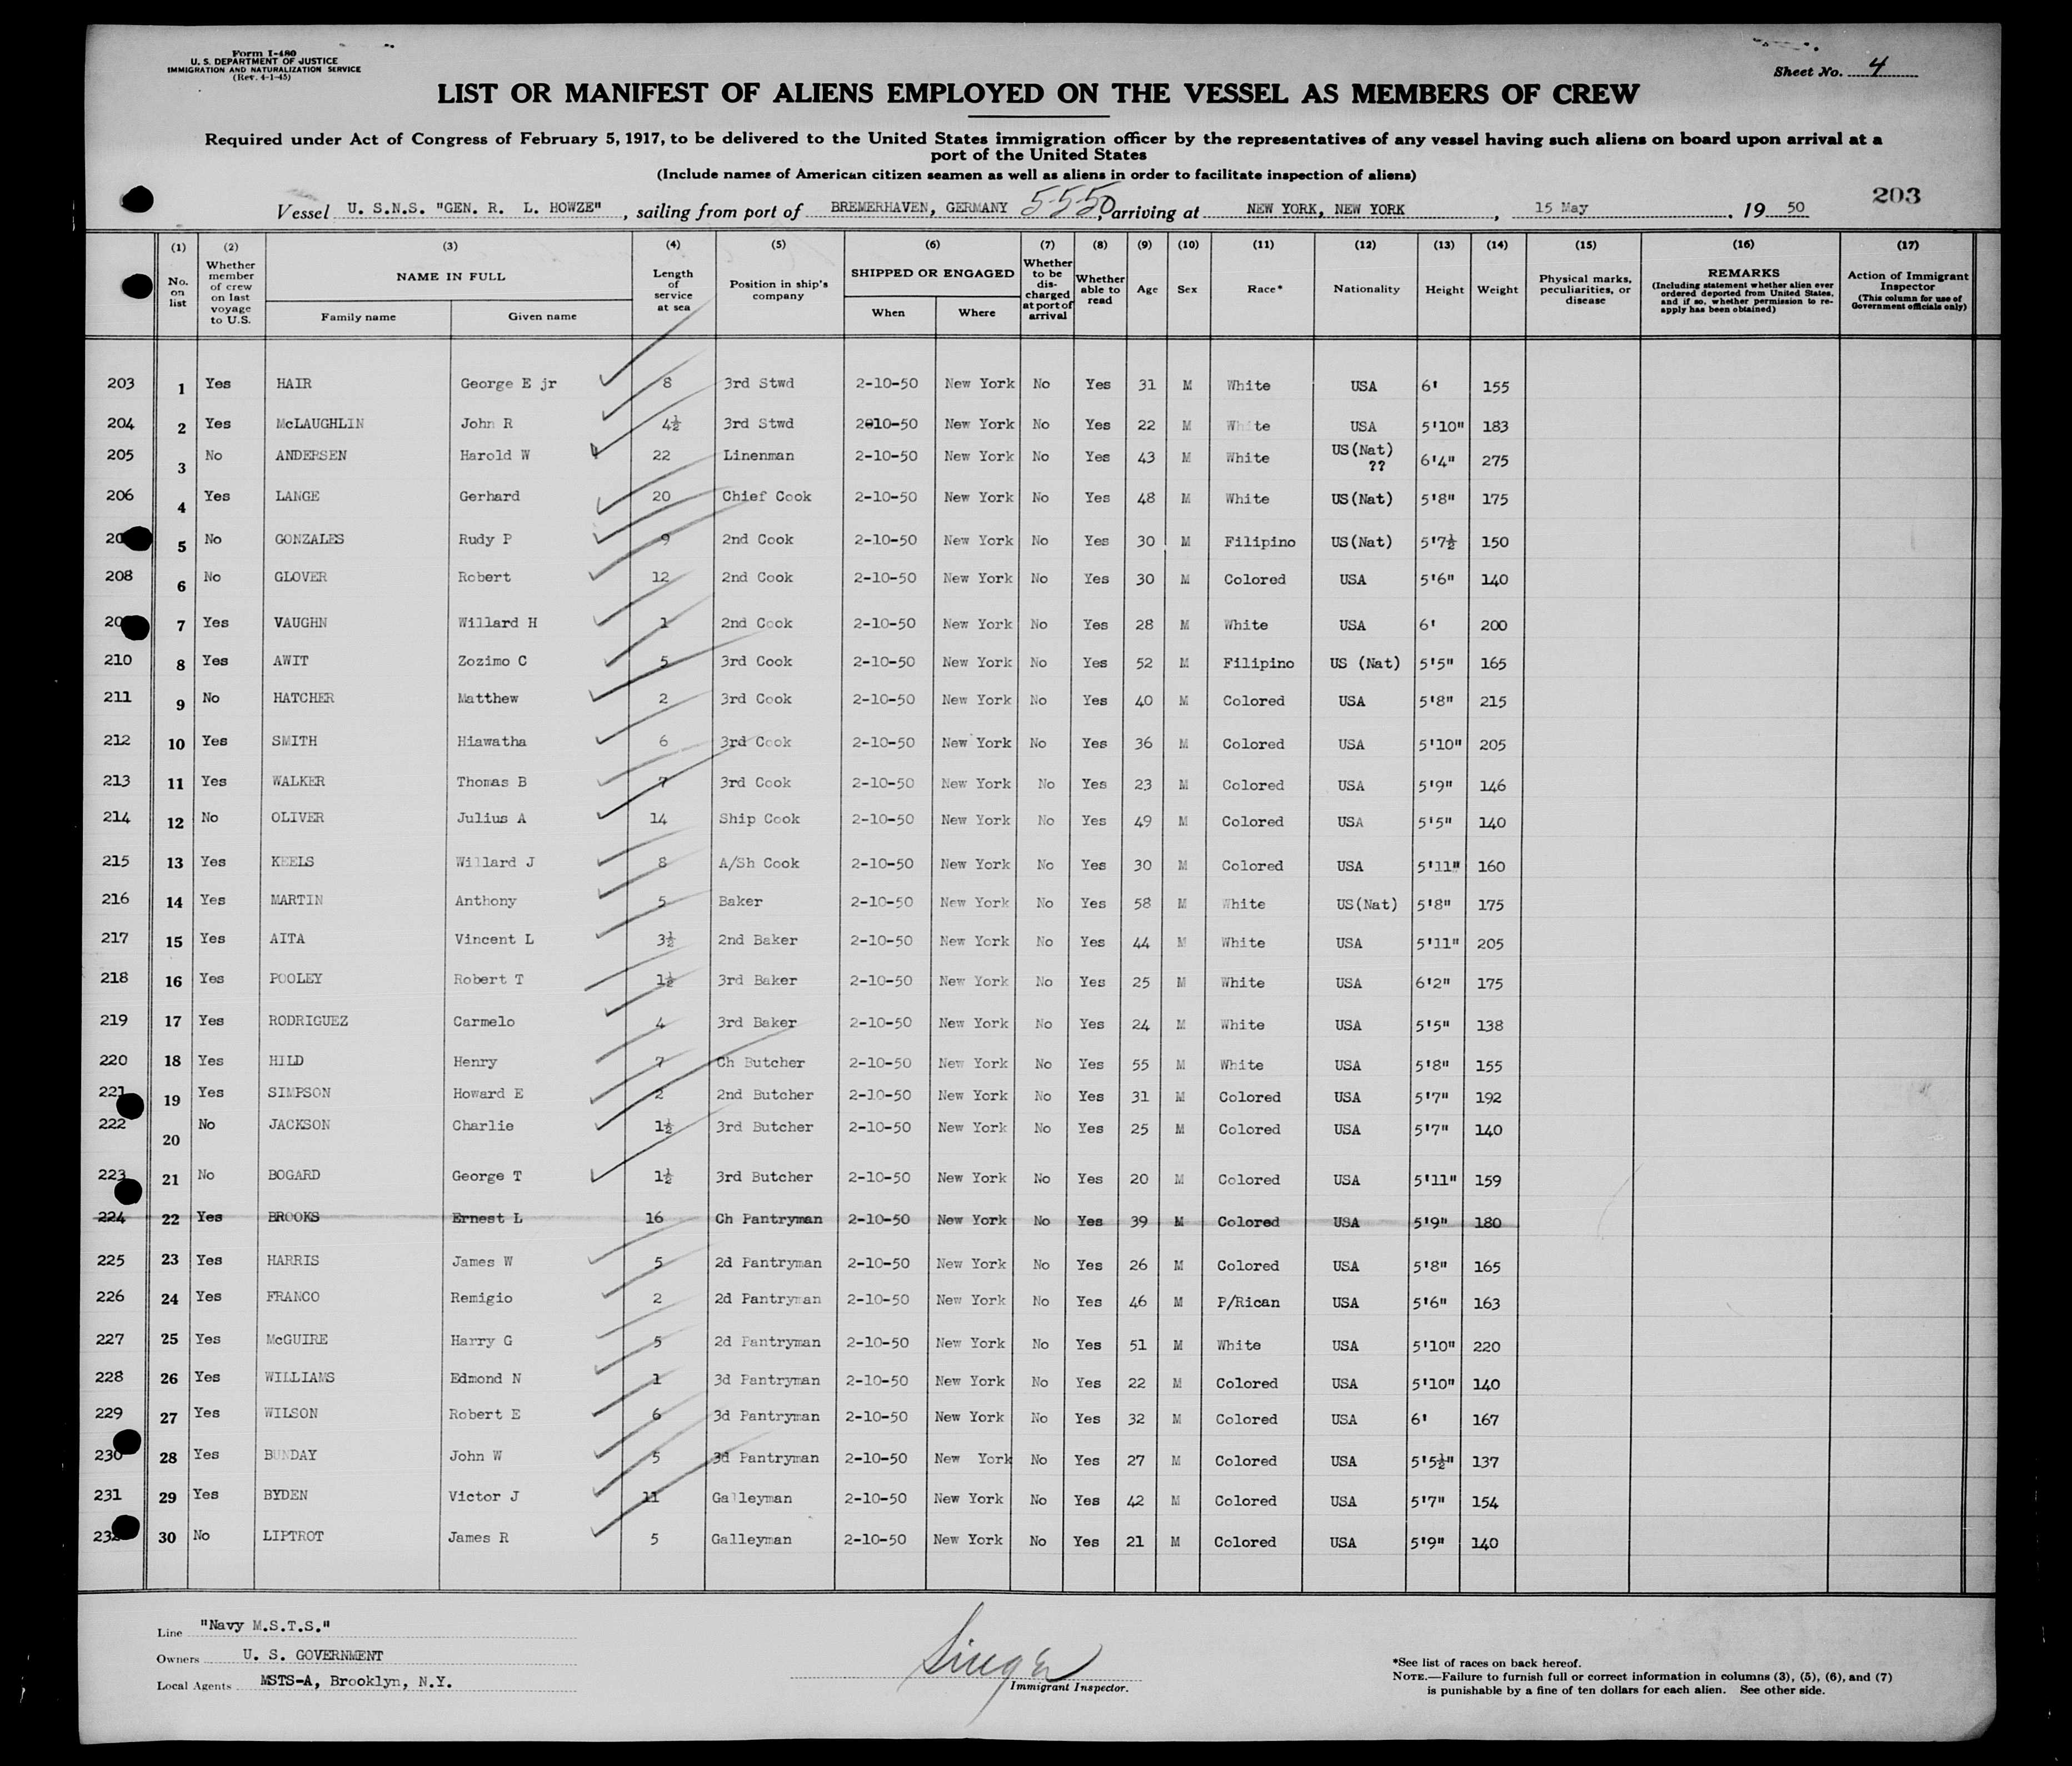 Form I-480
U. S. DEPARTMENT OF JUSTICE
IMMIGRATION AND NATURALIZATION SERVICE
(Rev. 4-1-45)
Sheet No. 4
LIST OR MANIFEST OF ALIENS EMPLOYED ON THE VESSEL AS MEMBERS OF CREW
Required under Act of Congress of February 5, 1917, to be delivered to the United States immigration officer by the representatives of any vessel having such aliens on board upon arrival at a
port of the United States
(Include names of American citizen seamen as well as aliens in order to facilitate inspection of aliens)
203
Vessel U. S.N.S. "GEN. R. L. HOWZE", sailing from port of BREMERHAVEN, GERMANY 5-5-50, arriving at NEW YORK, NEW YORK, 15 May, 19 50
(1) No. on list (2) Whether member of crew on last voyage to U.S. (3) NAME IN FULL Family name Given name (4) Length of service at sea (5) Position in ship's company (6) SHIPPED OR ENGAGED When Where (7) Whether to be discharged at port of arrival (8) Whether able to read (9) Age (10) Sex (11) Race* (12) Nationality (13) Height (14) Weight (15) Physical marks, peculiarities, or disease (16) REMARKS (Including statement whether alien ever ordered deported from United States, and if so, whether permission to re-apply has been obtained) (17) Action of Immigrant Inspector (This column for use of Government officials only)
203 1 Yes HAIR George E jr 8 3rd Stwd 2-10-50 New York No Yes 31 M White USA 6' 155
204 2 Yes McLAUGHLIN John R 4½ 3rd Stwd 2010-50 New York No Yes 22 M White USA 5'10" 183
205 3 No ANDERSEN Harold W 22 Linenman 2-10-50 New York No Yes 43 M White US(Nat) ?? 6'4" 275
206 4 Yes LANGE Gerhard 20 Chief Cook 2-10-50 New York No Yes 48 M White US(Nat) 5'8" 175
20 5 No GONZALES Rudy P 9 2nd Cook 2-10-50 New York No Yes 30 M Filipino US(Nat) 5'7½ 150
208 6 No GLOVER Robert 12 2nd Cook 2-10-50 New York No Yes 30 M Colored USA 5'6" 140
20 7 Yes VAUGHN Willard H 1 2nd Cook 2-10-50 New York No Yes 28 M White USA 6' 200
210 8 Yes AWIT Zozimo C 5 3rd Cook 2-10-50 New York No Yes 52 M Filipino US (Nat) 5'5" 165
211 9 No HATCHER Matthew 2 3rd Cook 2-10-50 New York No Yes 40 M Colored USA 5'8" 215
212 10 Yes SMITH Hiawatha 6 3rd Cook 2-10-50 New York No Yes 36 M Colored USA 5'10" 205
213 11 Yes WALKER Thomas B 7 3rd Cook 2-10-50 New York No Yes 23 M Colored USA 5'9" 146
214 12 No OLIVER Julius A 14 Ship Cook 2-10-50 New York No Yes 49 M Colored USA 5'5" 140
215 13 Yes KEELS Willard J 8 A/Sh Cook 2-10-50 New York No Yes 30 M Colored USA 5'11" 160
216 14 Yes MARTIN Anthony 5 Baker 2-10-50 New York No Yes 58 M White US(Nat) 5'8" 175
217 15 Yes AITA Vincent L 3½ 2nd Baker 2-10-50 New York No Yes 44 M White USA 5'11" 205
218 16 Yes POOLEY Robert T 1½ 3rd Baker 2-10-50 New York No Yes 25 M White USA 6'2" 175
219 17 Yes RODRIGUEZ Carmelo 4 3rd Baker 2-10-50 New York No Yes 24 M White USA 5'5" 138
220 18 Yes HILD Henry 7 Ch Butcher 2-10-50 New York No Yes 55 M White USA 5'8" 155
221 19 Yes SIMPSON Howard E 2 2nd Butcher 2-10-50 New York No Yes 31 M Colored USA 5'7" 192
222 20 No JACKSON Charlie 1½ 3rd Butcher 2-10-50 New York No Yes 25 M Colored USA 5'7" 140
223 21 No BOGARD George T 1½ 3rd Butcher 2-10-50 New York No Yes 20 M Colored USA 5'11" 159
224 22 Yes BROOKS Ernest L 16 Ch Pantryman 2-10-50 New York No Yes 39 M Colored USA 5'9" 180
225 23 Yes HARRIS James W 5 2d Pantryman 2-10-50 New York No Yes 26 M Colored USA 5'8" 165
226 24 Yes FRANCO Remigio 2 2d Pantryman 2-10-50 New York No Yes 46 M P/Rican USA 5'6" 163
227 25 Yes McGUIRE Harry G 5 2d Pantryman 2-10-50 New York No Yes 51 M White USA 5'10" 220
228 26 Yes WILLIAMS Edmond N 1 3d Pantryman 2-10-50 New York No Yes 22 M Colored USA 5'10" 140
229 27 Yes WILSON Robert E 6 3d Pantryman 2-10-50 New York No Yes 32 M Colored USA 6' 167
230 28 Yes BUNDAY John W 5 3d Pantryman 2-10-50 New York No Yes 27 M Colored USA 5'5½" 137
231 29 Yes BYDEN Victor J 11 Galleyman 2-10-50 New York No Yes 42 M Colored USA 5'7" 154
232 30 No LIPTROT James R 5 Galleyman 2-10-50 New York No Yes 21 M Colored USA 5'9" 140
Line "Navy M.S.T.S."
Owners U. S. GOVERNMENT
Local Agents MSTS-A, Brooklyn, N.Y.
Singer
Immigrant Inspector.
*See list of races on back hereof.
NOTE.—Failure to furnish full or correct information in columns (3), (5), (6), and (7)
is punishable by a fine of ten dollars for each alien. See other side.